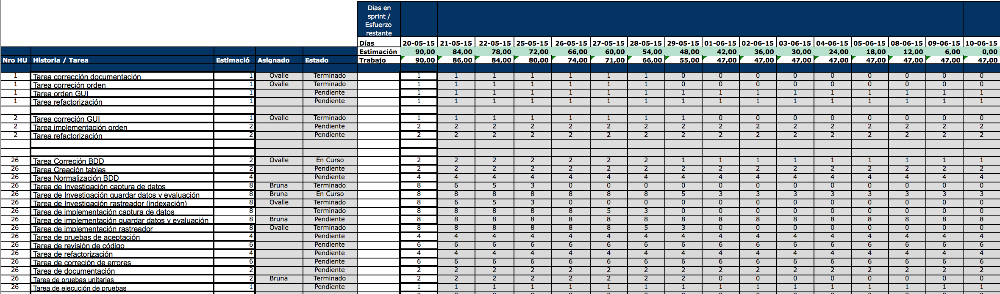 Dias en
sprint /
Esfuerzo
restante
Días 20-05-15 21-05-15 22-05-15 25-05-15 26-05-15 27-05-15 28-05-15 29-05-15 01-06-15 02-06-15 03-06-15 04-06-15 05-06-15 08-06-15 09-06-15 10-06-15
Estimación 90,00 84,00 78,00 72,00 66,00 60,00 54,00 48,00 42,00 36,00 30,00 24,00 18,00 12,00 6,00 0,00
Nro HU Historia / Tarea Estimació Asignado Estado Trabajo 90,00 86,00 84,00 80,00 74,00 71,00 66,00 55,00 47,00 47,00 47,00 47,00 47,00 47,00 47,00 47,00
1 Tarea corrección documentación 1 Ovalle Terminado 1 1 1 1 1 1 1 0 0 0 0 0 0 0 0 0
1 Tarea correción orden 1 Ovalle Terminado 1 1 1 1 1 1 1 0 0 0 0 0 0 0 0 0
1 Tarea orden GUI 1 Pendiente 1 1 1 1 1 1 1 1 1 1 1 1 1 1 1 1
1 Tarea refactorización 1 Pendiente 1 1 1 1 1 1 1 1 1 1 1 1 1 1 1 1
2 Tarea correción GUI 1 Ovalle Terminado 1 1 1 1 1 1 1 1 0 0 0 0 0 0 0 0
2 Tarea implementación orden 2 Pendiente 2 2 2 2 2 2 2 2 2 2 2 2 2 2 2 2
2 Tarea refactorización 2 Pendiente 2 2 2 2 2 2 2 2 2 2 2 2 2 2 2 2
26 Tarea Correción BDD 2 Ovalle En Curso 2 2 2 2 2 2 2 1 1 1 1 1 1 1 1 1
26 Tarea Creación tablas 2 Pendiente 2 2 2 2 2 2 2 2 2 2 2 2 2 2 2 2
26 Tarea Normalización BDD 4 Pendiente 4 4 4 4 4 4 4 4 4 4 4 4 4 4 4 4
26 Tarea de Investigación captura de datos 8 Bruna Terminado 8 6 5 3 0 0 0 0 0 0 0 0 0 0 0 0
26 Tarea de Investigación guardar datos y evaluación 8 Bruna En Curso 8 8 8 8 8 8 8 5 3 3 3 3 3 3 3 3
26 Tarea de Investigación rastreador (indexación) 8 Ovalle Terminado 8 6 5 3 0 0 0 0 0 0 0 0 0 0 0 0
26 Tarea de implementación captura de datos 8 Terminado 8 8 8 8 8 5 3 0 0 0 0 0 0 0 0 0
26 Tarea de implementación guardar datos y evaluación 8 Bruna Pendiente 8 8 8 8 8 8 8 8 8 8 8 8 8 8 8 8
26 Tarea de implementación rastreador 8 Ovalle Terminado 8 8 8 8 8 8 5 3 0 0 0 0 0 0 0 0
26 Tarea de pruebas de aceptación 4 Pendiente 4 4 4 4 4 4 4 4 4 4 4 4 4 4 4 4
26 Tarea de revisión de código 6 Pendiente 6 6 6 6 6 6 6 6 6 6 6 6 6 6 6 6
26 Tarea de refactorización 4 Pendiente 4 4 4 4 4 4 4 4 4 4 4 4 4 4 4 4
26 Tarea de correción de errores 6 Pendiente 6 6 6 6 6 6 6 6 6 6 6 6 6 6 6 6
26 Tarea de documentación 2 Pendiente 2 2 2 2 2 2 2 2 2 2 2 2 2 2 2 2
26 Tarea de pruebas unitarias 2 Bruna Terminado 2 2 2 2 2 2 2 2 0 0 0 0 0 0 0 0
26 Tarea de ejecución de pruebas 1 Pendiente 1 1 1 1 1 1 1 1 1 1 1 1 1 1 1 1